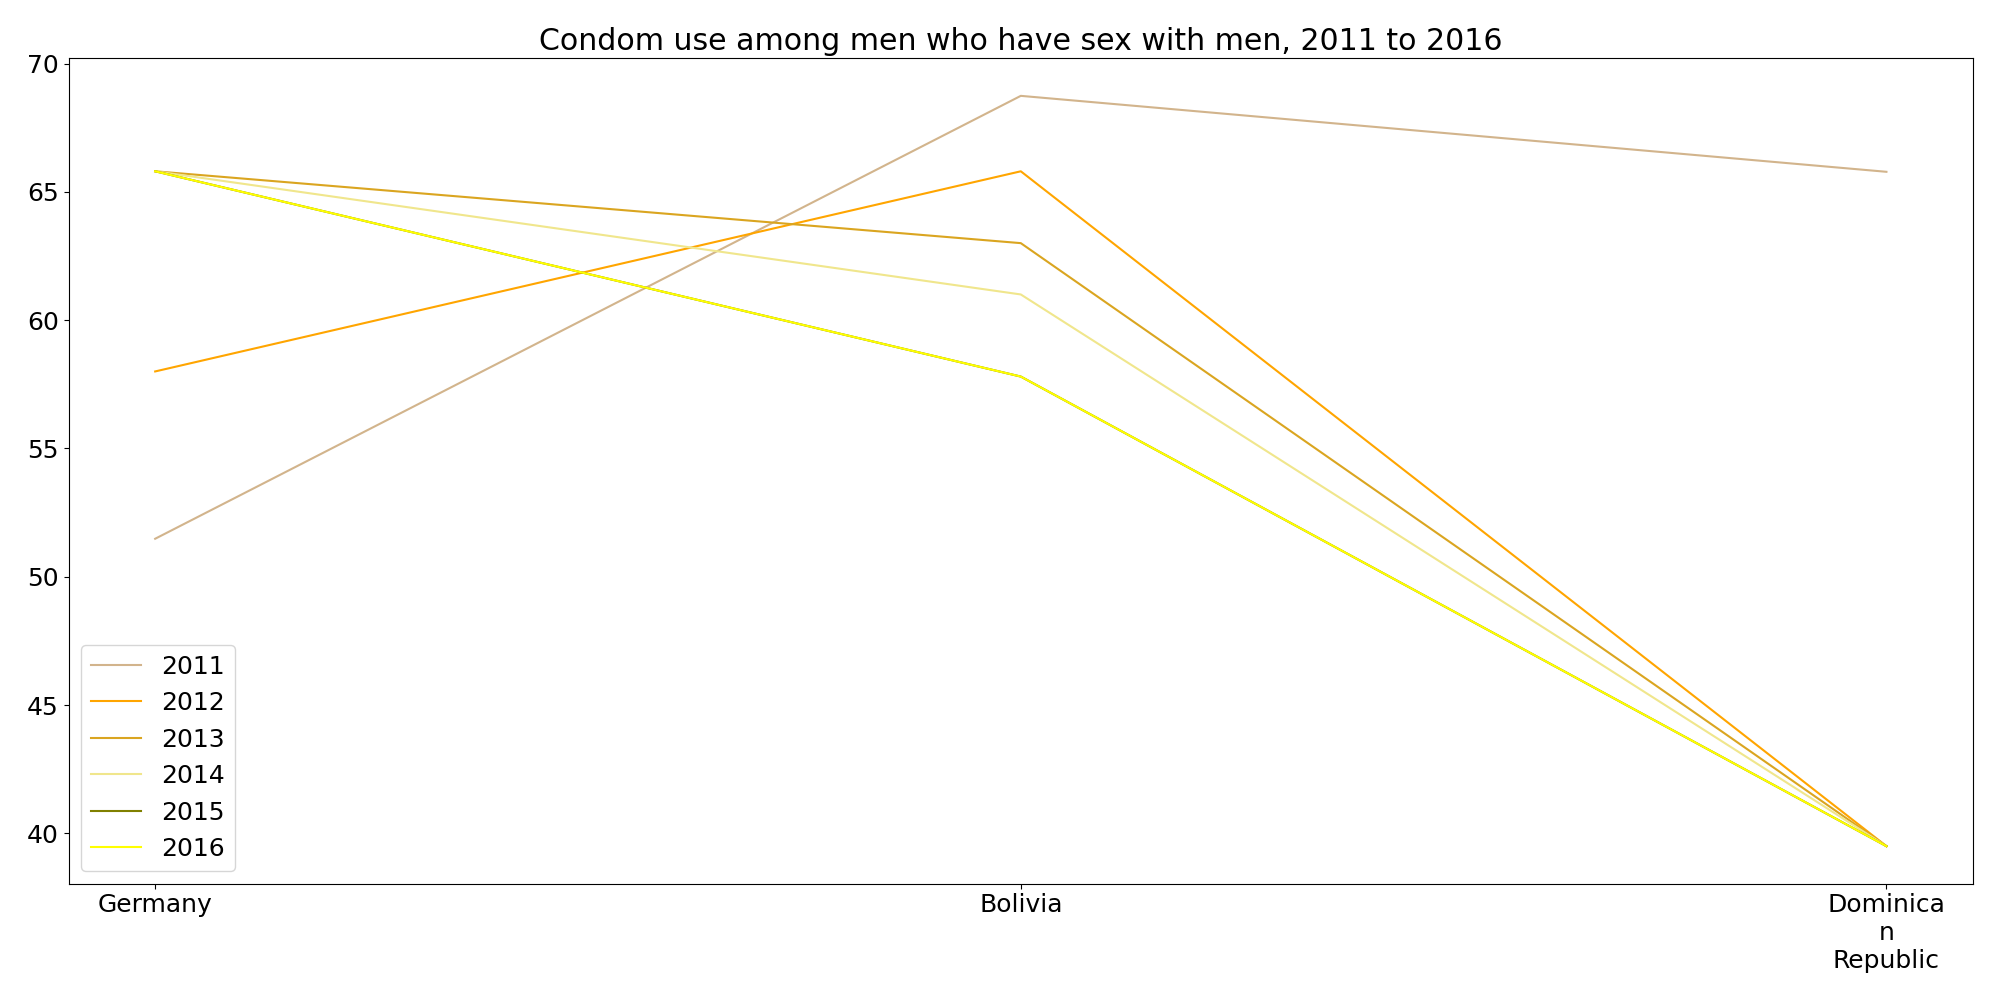 Condom use among men who have sex with men, 2011 to 2016
70
65
60
55
50
45
40
2011
2012
2013
2014
2015
2016
Germany
Bolivia
Dominica
n
Republic